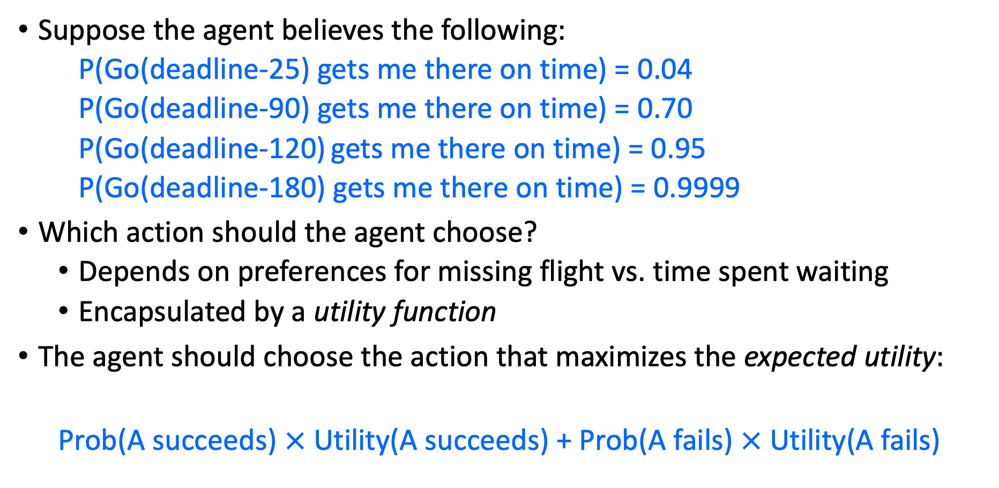 • Suppose the agent believes the following:
P(Go(deadline-25) gets me there on time) = 0.04
P(Go(deadline-90) gets me there on time) = 0.70
P(Go(deadline-120) gets me there on time) = 0.95
P(Go(deadline-180) gets me there on time) = 0.9999
• Which action should the agent choose?
• Depends on preferences for missing flight vs. time spent waiting
• Encapsulated by a utility function
• The agent should choose the action that maximizes the expected utility:
Prob(A succeeds) × Utility(A succeeds) + Prob(A fails) × Utility(A fails)